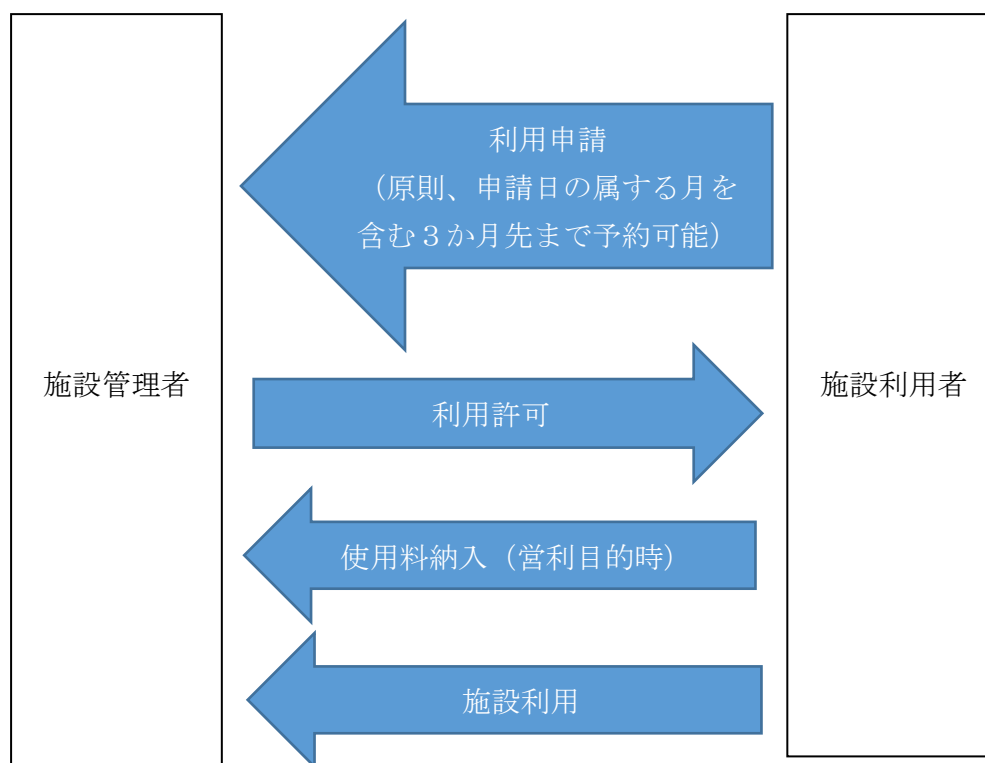 利用申請
（原則、申請日の属する月を
含む３か月先まで予約可能）
施設管理者
施設利用者
利用許可
使用料納入（営利目的時）
施設利用